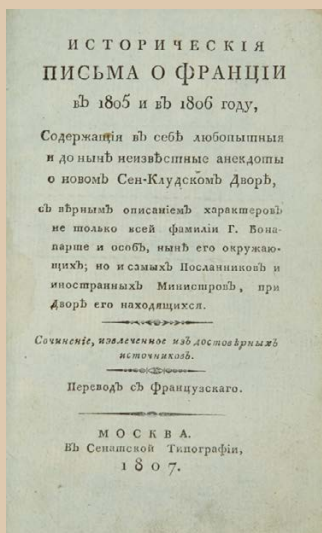 ИСТОРИЧЕСКІЯ
ПИСЬМА О ФРАНЦІИ
въ 1805 и въ 1806 году,
Содержащія въ себѣ любопытныя
и до нынѣ неизвѣстные анекдоты
о новомъ Сен-Клудскомъ Дворѣ,
съ вѣрнымъ описаніемъ характеровъ
не только всей фамиліи Г. Бона-
парте и особъ, нынѣ его окружаю-
щихъ; но и самыхъ Посланниковъ и
иностранныхъ Министровъ, при
Дворѣ его находящихся.
Сочиненіе, извлеченное изъ достовѣрныхъ
источниковъ.
Переводъ съ Французскаго.
МОСКВА.
Въ Сенатской Типографіи,
1807.